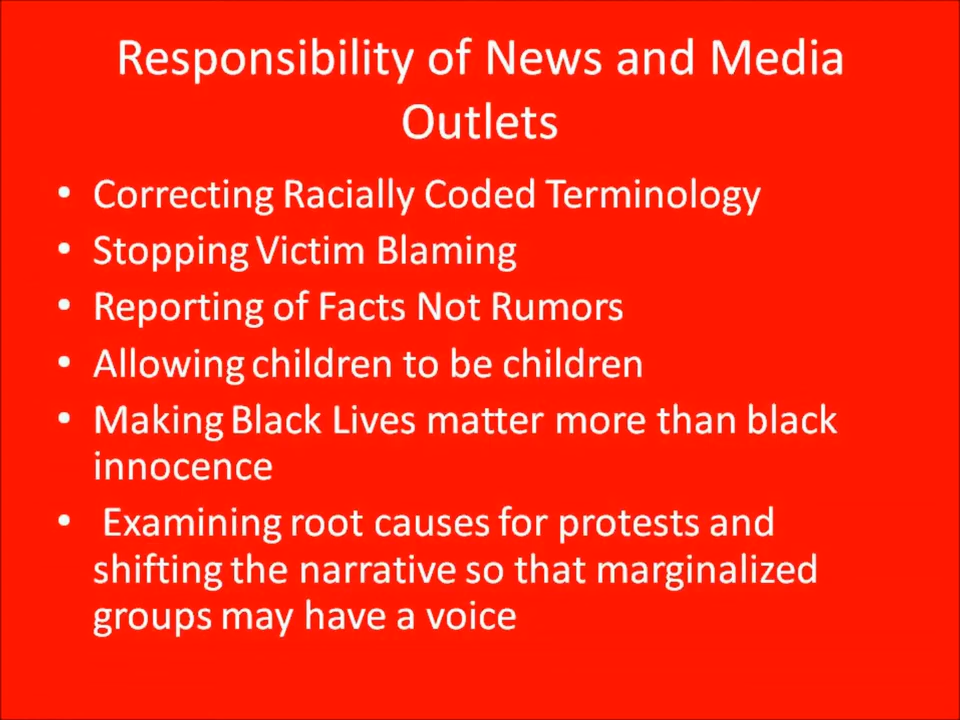 Responsibility of News and Media
Outlets
• Correcting Racially Coded Terminology
• Stopping Victim Blaming
• Reporting of Facts Not Rumors
• Allowing children to be children
• Making Black Lives matter more than black
innocence
• Examining root causes for protests and
shifting the narrative so that marginalized
groups may have a voice